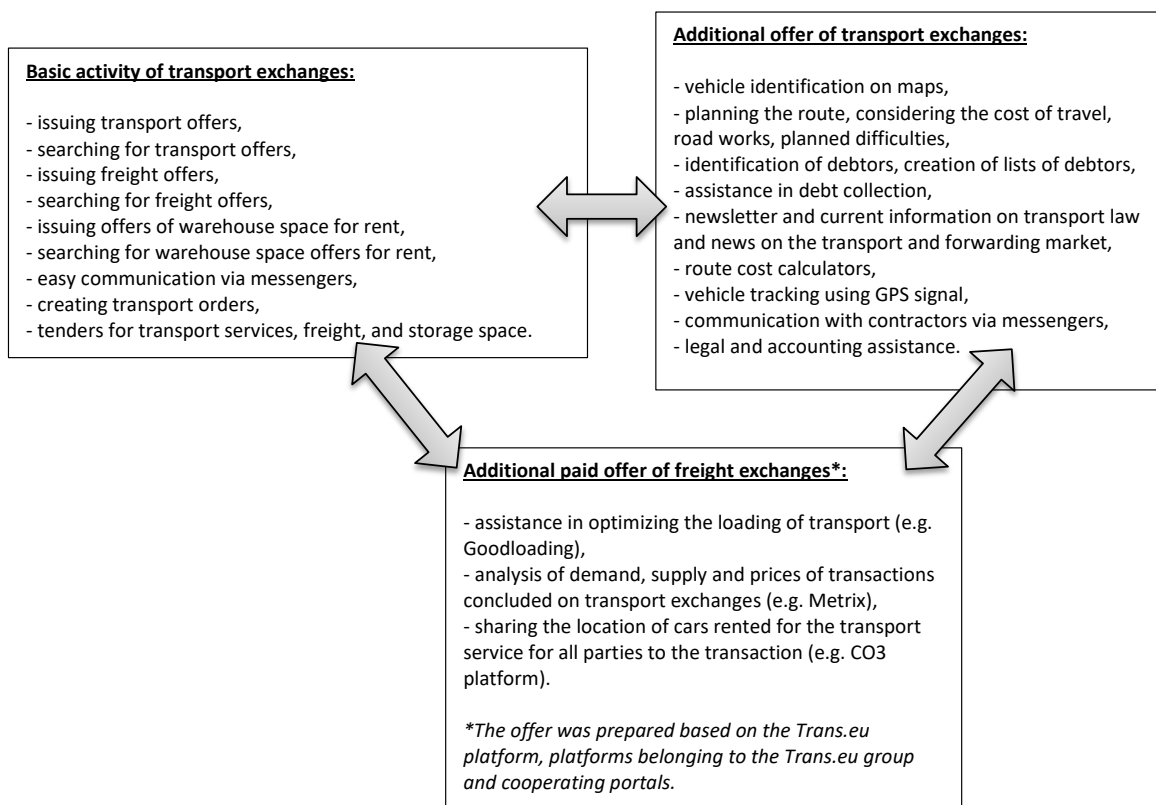 Basic activity of transport exchanges:
- issuing transport offers,
- searching for transport offers,
- issuing freight offers,
- searching for freight offers,
- issuing offers of warehouse space for rent,
- searching for warehouse space offers for rent,
- easy communication via messengers,
- creating transport orders,
- tenders for transport services, freight, and storage space.
Additional offer of transport exchanges:
- vehicle identification on maps,
- planning the route, considering the cost of travel,
road works, planned difficulties,
- identification of debtors, creation of lists of debtors,
- assistance in debt collection,
- newsletter and current information on transport law
and news on the transport and forwarding market,
- route cost calculators,
- vehicle tracking using GPS signal,
- communication with contractors via messengers,
- legal and accounting assistance.
Additional paid offer of freight exchanges*:
- assistance in optimizing the loading of transport (e.g.
Goodloading),
- analysis of demand, supply and prices of transactions
concluded on transport exchanges (e.g. Metrix),
- sharing the location of cars rented for the transport
service for all parties to the transaction (e.g. CO3
platform).
*The offer was prepared based on the Trans.eu
platform, platforms belonging to the Trans.eu group
and cooperating portals.